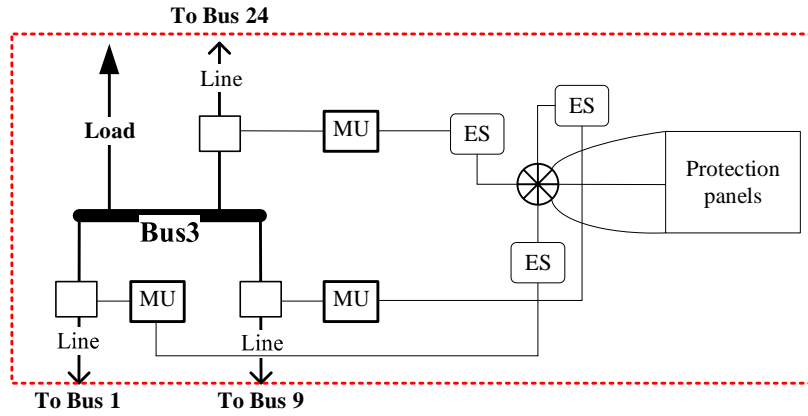 To Bus 24
Line
Load
MU
ES
ES
Protection
panels
Bus3
ES
MU
MU
Line
Line
To Bus 1
To Bus 9